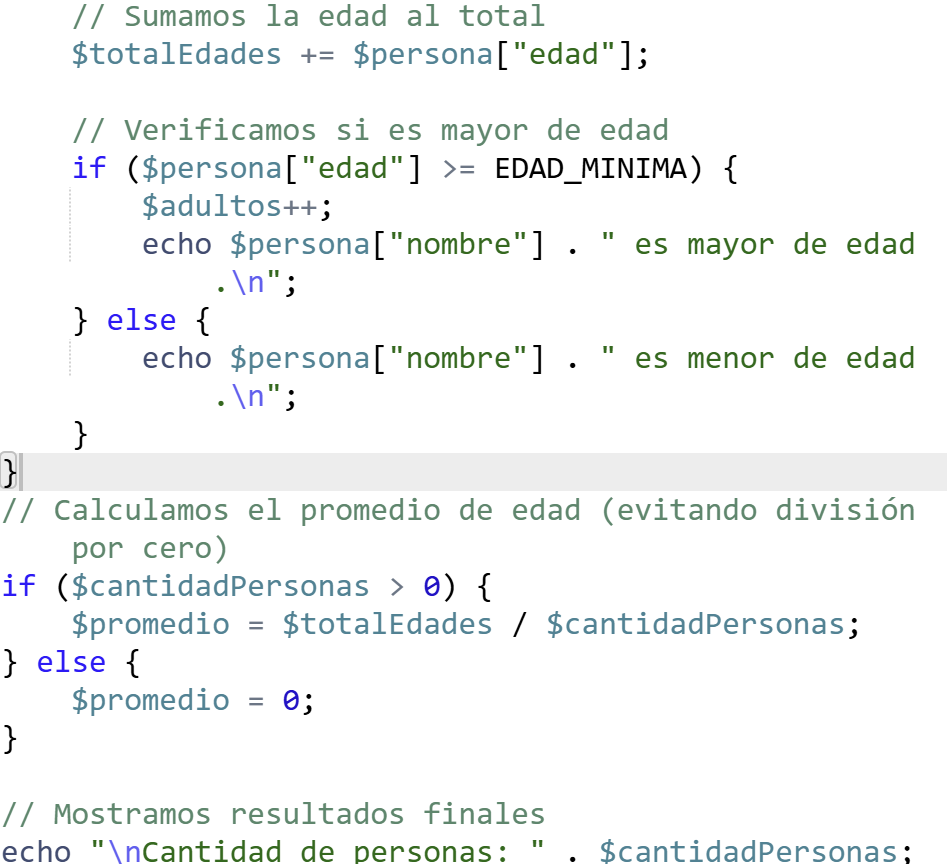 // Sumamos la edad al total
$totalEdades += $persona["edad"];
// Verificamos si es mayor de edad
if ($persona["edad"] >= EDAD_MINIMA) {
$adultos++;
echo $persona["nombre"] . " es mayor de edad
.\n";
} else {
echo $persona["nombre"] . " es menor de edad
.\n";
}
}
// Calculamos el promedio de edad (evitando división
por cero)
if ($cantidadPersonas > 0) {
$promedio = $totalEdades / $cantidadPersonas;
} else {
$promedio = 0;
}
// Mostramos resultados finales
echo "\nCantidad de personas: " . $cantidadPersonas;